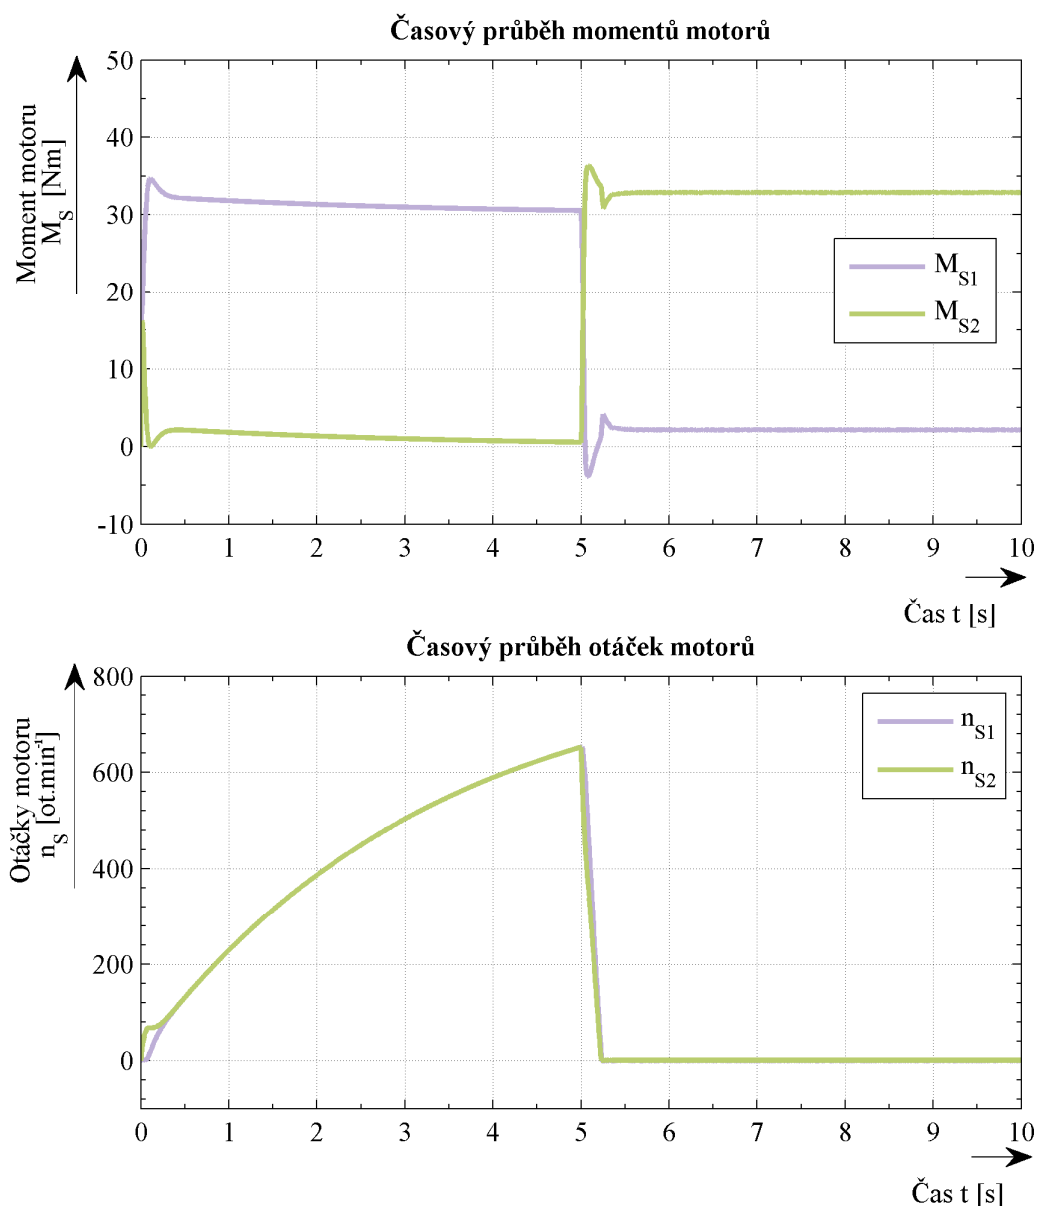 Časový průběh momentů motorů
Moment motoru
M_S [Nm]
50
40
30
20
10
0
-10
M_S1
M_S2
0 1 2 3 4 5 6 7 8 9 10
Čas t [s]
Časový průběh otáček motorů
Otáčky motoru
n_S [ot.min⁻¹]
800
600
400
200
0
n_S1
n_S2
0 1 2 3 4 5 6 7 8 9 10
Čas t [s]